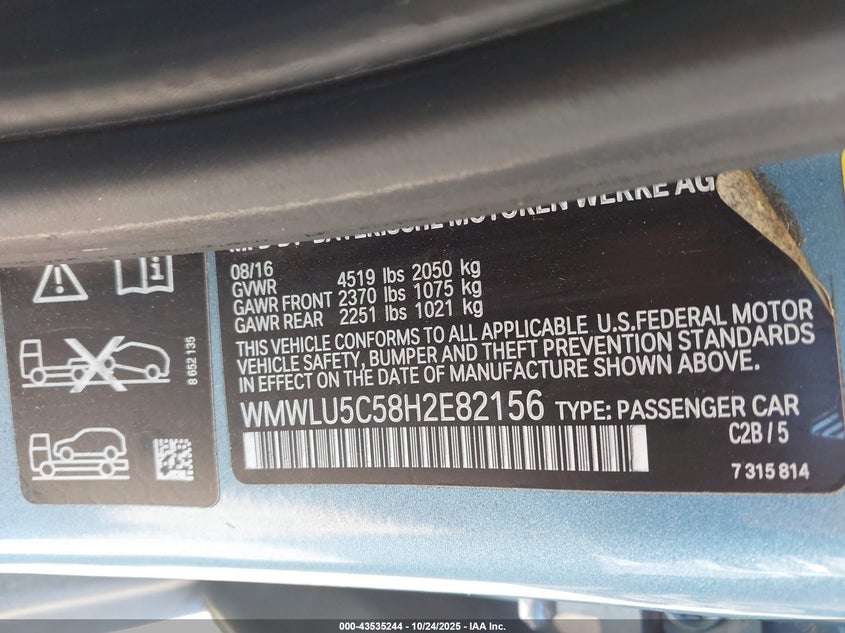 BAYERISCHE MOTOREN WERKE AG
08/16
GVWR 4519 lbs 2050 kg
GAWR FRONT 2370 lbs 1075 kg
GAWR REAR 2251 lbs 1021 kg
THIS VEHICLE CONFORMS TO ALL APPLICABLE U.S.FEDERAL MOTOR
VEHICLE SAFETY, BUMPER AND THEFT PREVENTION STANDARDS
IN EFFECT ON THE DATE OF MANUFACTURE SHOWN ABOVE.
WMWLU5C58H2E82156 TYPE: PASSENGER CAR
C2B / 5
7 315 814
8 652 135
000-43535244 - 10/24/2025 - IAA Inc.